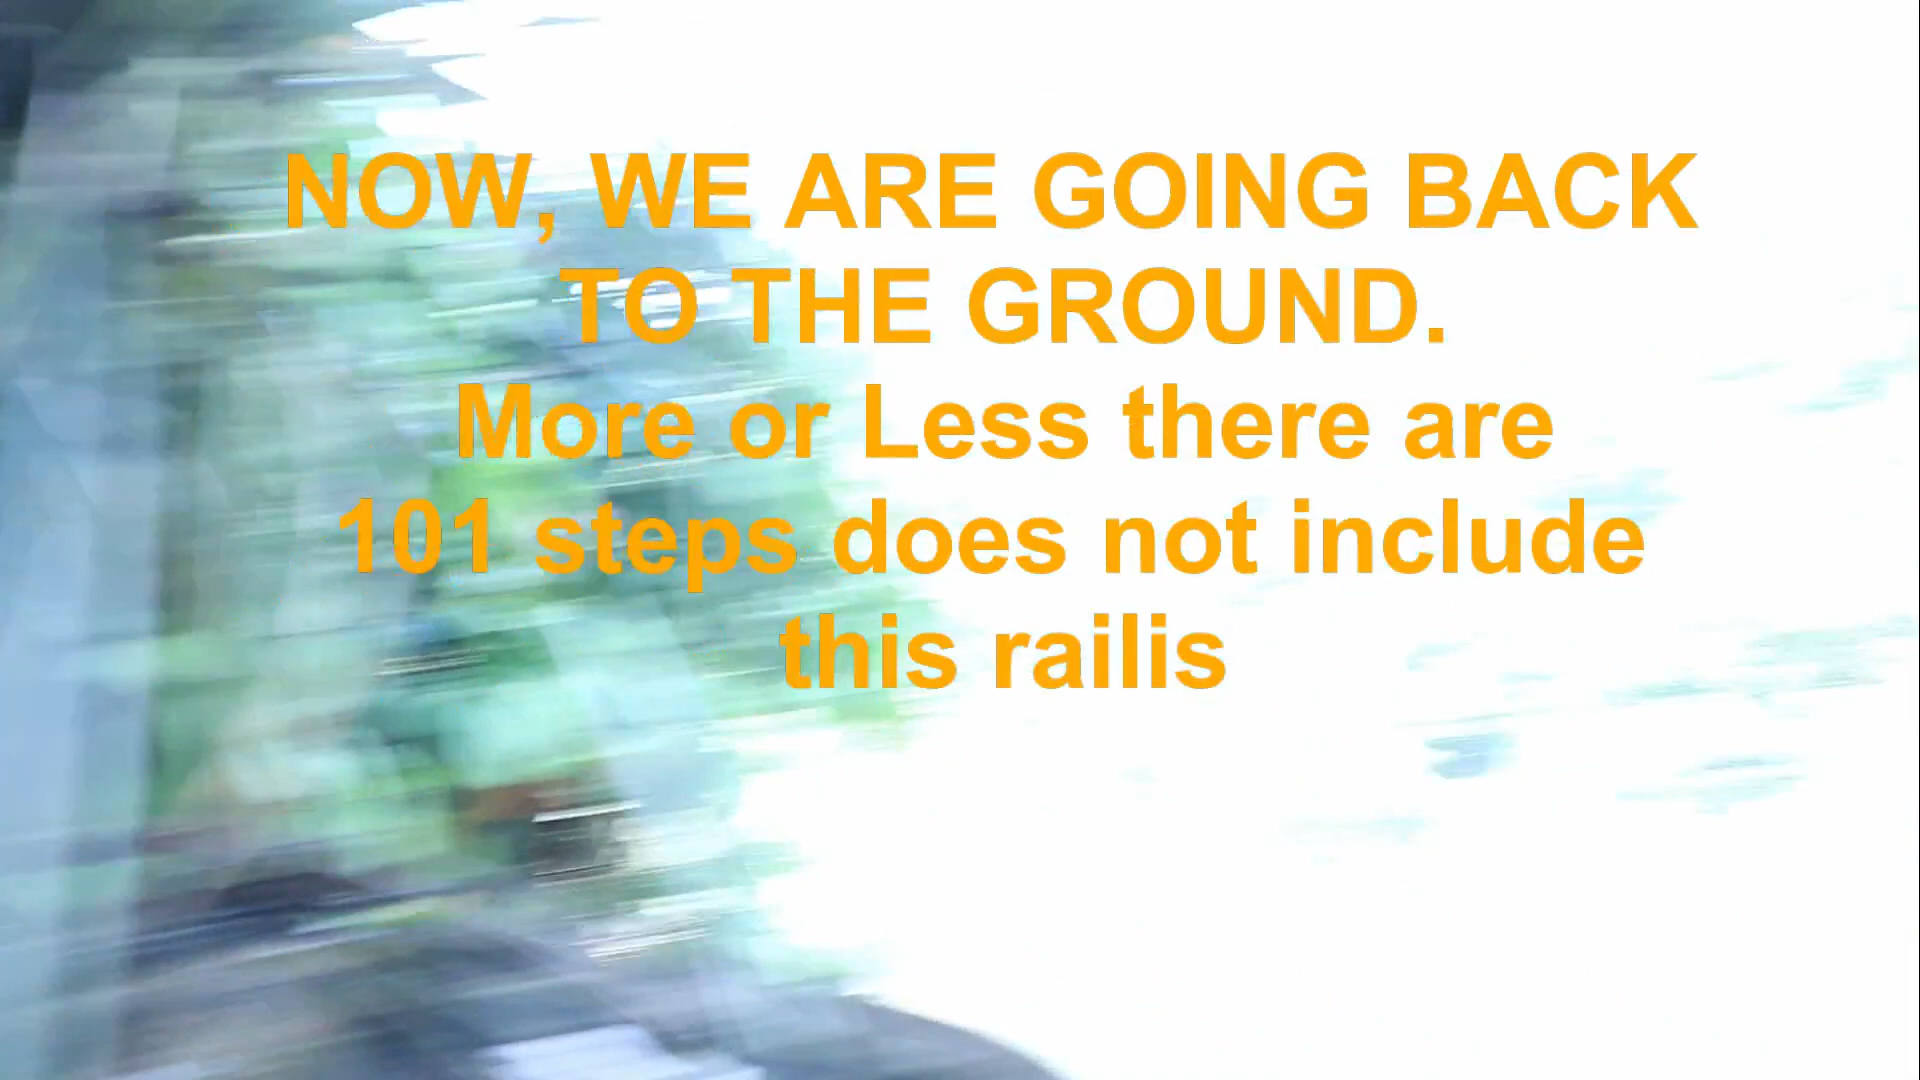 NOW, WE ARE GOING BACK
TO THE GROUND.
More or Less there are
101 steps does not include
this railis